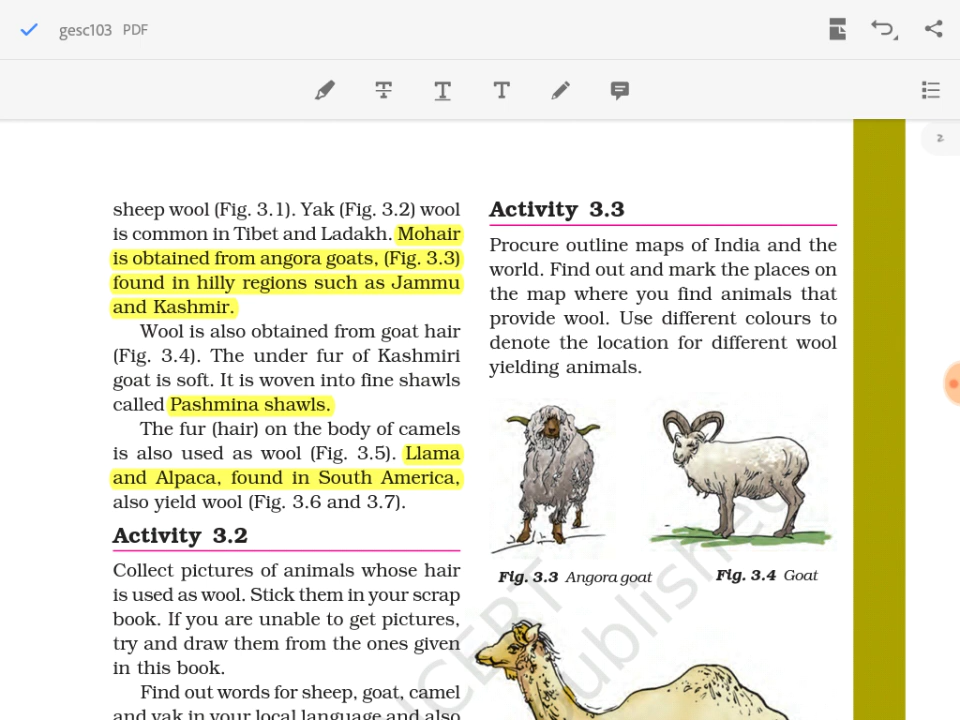 gesc103 PDF
T
2
sheep wool (Fig. 3.1). Yak (Fig. 3.2) wool
is common in Tibet and Ladakh. Mohair
is obtained from angora goats, (Fig. 3.3)
found in hilly regions such as Jammu
and Kashmir.
Wool is also obtained from goat hair
(Fig. 3.4). The under fur of Kashmiri
goat is soft. It is woven into fine shawls
called Pashmina shawls.
The fur (hair) on the body of camels
is also used as wool (Fig. 3.5). Llama
and Alpaca, found in South America,
also yield wool (Fig. 3.6 and 3.7).
Activity 3.2
Collect pictures of animals whose hair
is used as wool. Stick them in your scrap
book. If you are unable to get pictures,
try and draw them from the ones given
in this book.
Find out words for sheep, goat, camel
and yak in your local language and also
Activity 3.3
Procure outline maps of India and the
world. Find out and mark the places on
the map where you find animals that
provide wool. Use different colours to
denote the location for different wool
yielding animals.
Fig. 3.3 Angora goat
Fig. 3.4 Goat